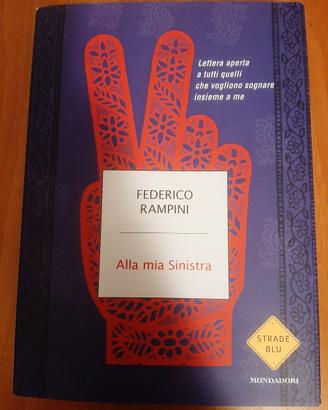 Lettera aperta
a tutti quelli
che vogliono sognare
insieme a me
FEDERICO
RAMPINI
Alla mia Sinistra
STRADE
BLU
MONDADORI